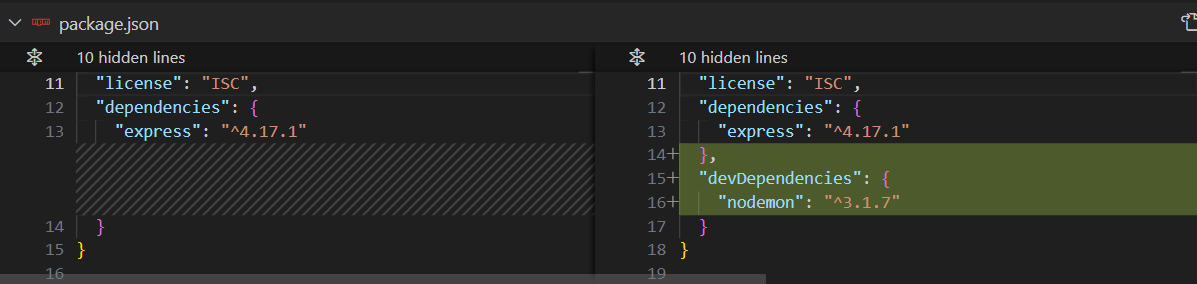 package.json
10 hidden lines
11 "license": "ISC",
12 "dependencies": {
13 "express": "^4.17.1"
14 }
15 }
16
10 hidden lines
11 "license": "ISC",
12 "dependencies": {
13 "express": "^4.17.1"
14+ },
15+ "devDependencies": {
16+ "nodemon": "^3.1.7"
17 }
18 }
19